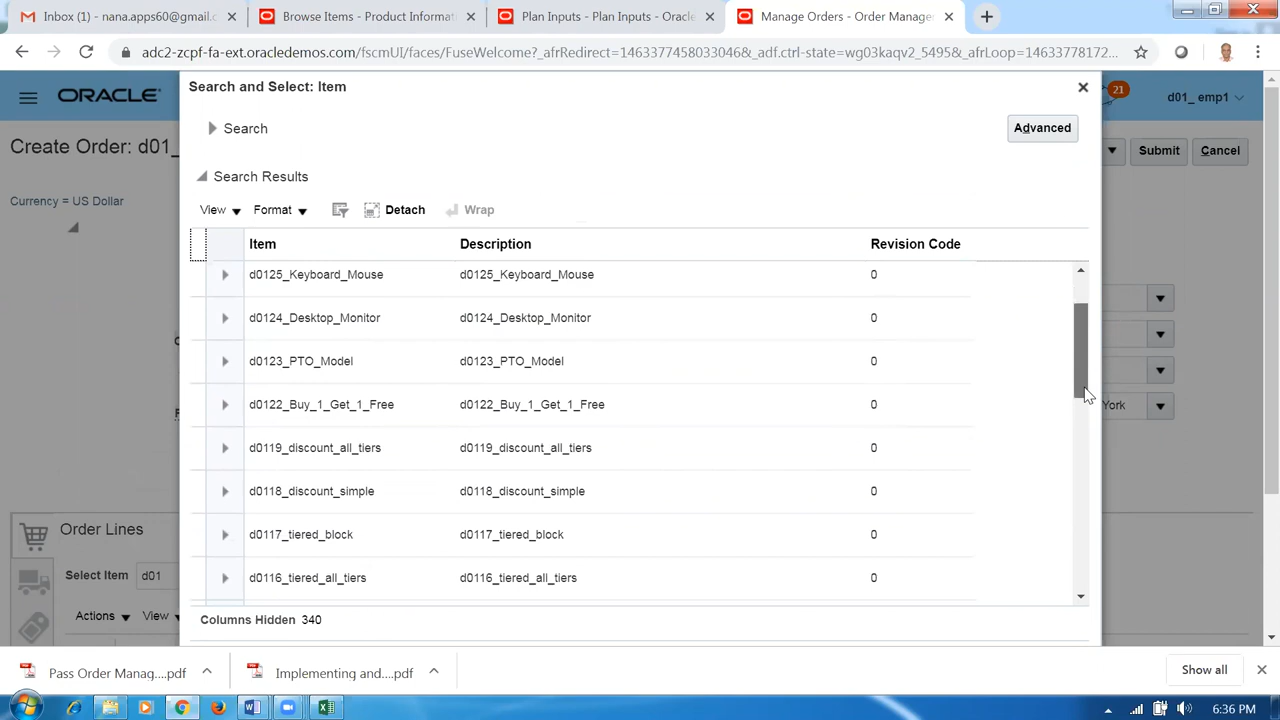 Inbox (1) - nana.apps60@gmail.
Browse Items - Product Informat
Plan Inputs - Plan Inputs - Oracle
Manage Orders - Order Manage
adc2-zcpf-fa-ext.oracledemos.com/fscmUI/faces/FuseWelcome?_afrRedirect=1463377458033046&_adf.ctrl-state=wg03kaqv2_5495&_afrLoop=14633778172...
ORACLE
21
d01_ emp1
Search and Select: Item
Search
Advanced
Create Order: d01_
Submit
Cancel
Currency = US Dollar
Search Results
View
Format
Detach
Wrap
Item Description Revision Code
d0125_Keyboard_Mouse d0125_Keyboard_Mouse 0
d0124_Desktop_Monitor d0124_Desktop_Monitor 0
d0123_PTO_Model d0123_PTO_Model 0
d0122_Buy_1_Get_1_Free d0122_Buy_1_Get_1_Free 0
York
d0119_discount_all_tiers d0119_discount_all_tiers 0
d0118_discount_simple d0118_discount_simple 0
d0117_tiered_block d0117_tiered_block 0
d0116_tiered_all_tiers d0116_tiered_all_tiers 0
Order Lines
Select Item d01
Actions View
Columns Hidden 340
Pass Order Manag....pdf
Implementing and....pdf
Show all
6:36 PM